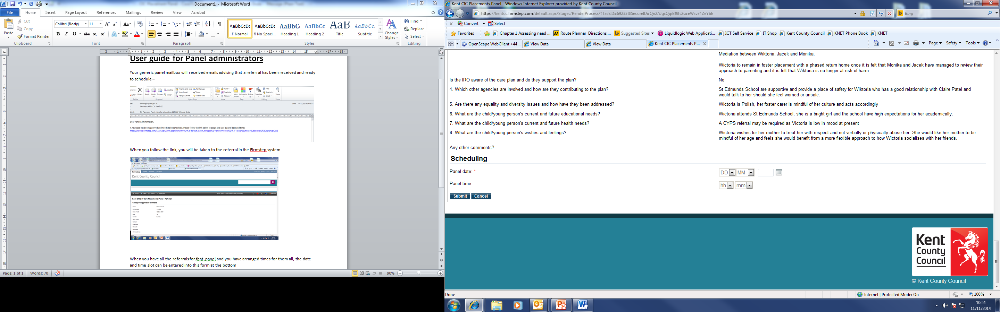 Document1 - Microsoft Word
File Home Insert Page Layout References Mailings Review View Acrobat
Cut
Copy
Paste Format Painter
Clipboard
Calibri (Body) 11
Font
Paragraph
AaBbCcDc AaBbCcDc AaBbC AaBbCc AaB AaBbCc.
¶ Normal ¶ No Spaci... Heading 1 Heading 2 Title Subtitle
Change Styles
Styles
Find
Replace
Select
Editing
User guide for Panel administrators
Your generic panel mailbox will received emails advising that a referral has been received and ready
to schedule –
Dear Panel Administration.
A new case has been approved and needs to be scheduled. Please follow the link below to assign this case a panel date and time:
When you follow the link, you will be taken to the referral in the Firmstep system –
Kent County Council
Kent Child in Care Placements Panel - Referral
Child/young person's details
When you have all the referrals for that panel and you have arranged times for them all, the date
and time slot can be entered into this form at the bottom
Page: 1 of 1 Words: 70 90%
Kent CIC Placements Panel - Windows Internet Explorer provided by Kent County Council
https://kentcc.firmstep.com/default.aspx/Stages/RenderProcess/?TaskID=69233&SecureID=Qn2AJgxQqiB&fs2s=eWsv34ZeYbE
Bing
x Convert Select
Favorites Chapter 1 Assessing need ... Route Planner Directions,... Suggested Sites Liquidlogic Web Applicati... ICT Self Service IT Shop Kent County Council KNET Phone Book KNET
OpenScape WebClient +44... View Data View Data Kent CIC Placements P... Page Safety Tools
Mediation between Wiktoria, Jacek and Monika.
Wictoria to remain in foster placement with a phased return home once it is felt that Monika and Jacek have managed to review their
approach to parenting and it is felt that Wiktoria is no longer at risk of harm.
Is the IRO aware of the care plan and do they support the plan? No
4. Which other agencies are involved and how are they contributing to the plan? St Edmunds School are supportive and provide a place of safety for Wiktoria who has a good relationship with Claire Patel and
would talk to her should she feel worried or unsafe.
5. Are there any equality and diversity issues and how have they been addressed? Wictoria is Polish, her foster carer is mindful of her culture and acts accordingly
6. What are the child/young person's current and future educational needs? Wictoria attends St Edmunds School, she is a bright girl and the school have high expectations for her academically.
7. What are the child/young person's current and future health needs? A CYPS referral may be required as Victoria is low in mood at present
8. What are the child/young person's wishes and feelings? Wictoria wishes for her mother to treat her with respect and not verbally or physically abuse her. She would like her mother to be
mindful of her age and feels she would benefit from a more flexible approach to how Wictoria socialises with her friends.
Any other comments?
Scheduling
Panel date: * DD MM
Panel time: hh mm
Submit Cancel
Kent
County
Council
© Kent County Council
Done Internet | Protected Mode: On 100%
10:54
11/11/2014